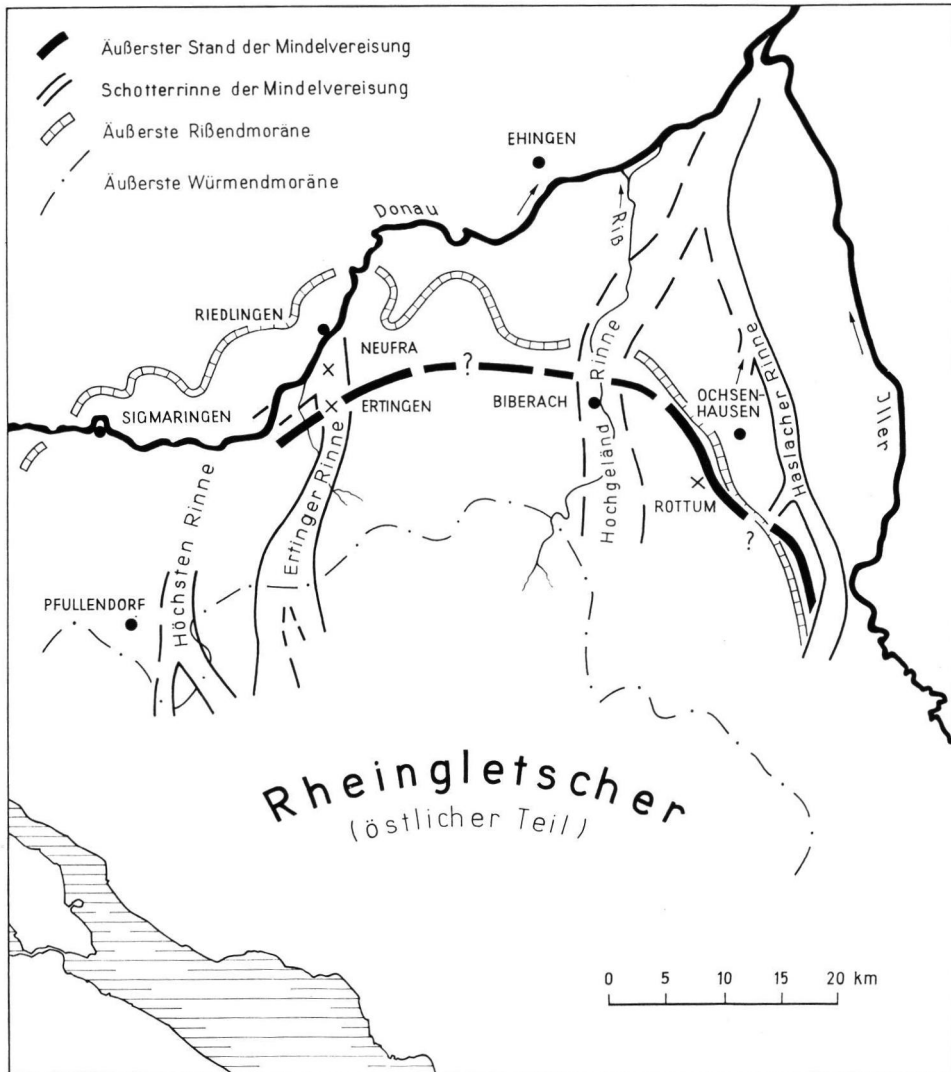 Äußerster Stand der Mindelvereisung
Schotterrinne der Mindelvereisung
Äußerste Rißendmoräne
Äußerste Würmendmoräne
EHINGEN
Donau
Riß
RIEDLINGEN
NEUFRA
?
SIGMARINGEN
ERTINGEN
BIBERACH
OCHSEN-
HAUSEN
Iller
Höchsten Rinne
Ertinger Rinne
Hochgeländ Rinne
Haslacher Rinne
ROTTUM
?
PFULLENDORF
Rheingletscher
(östlicher Teil)
0 5 10 15 20 km